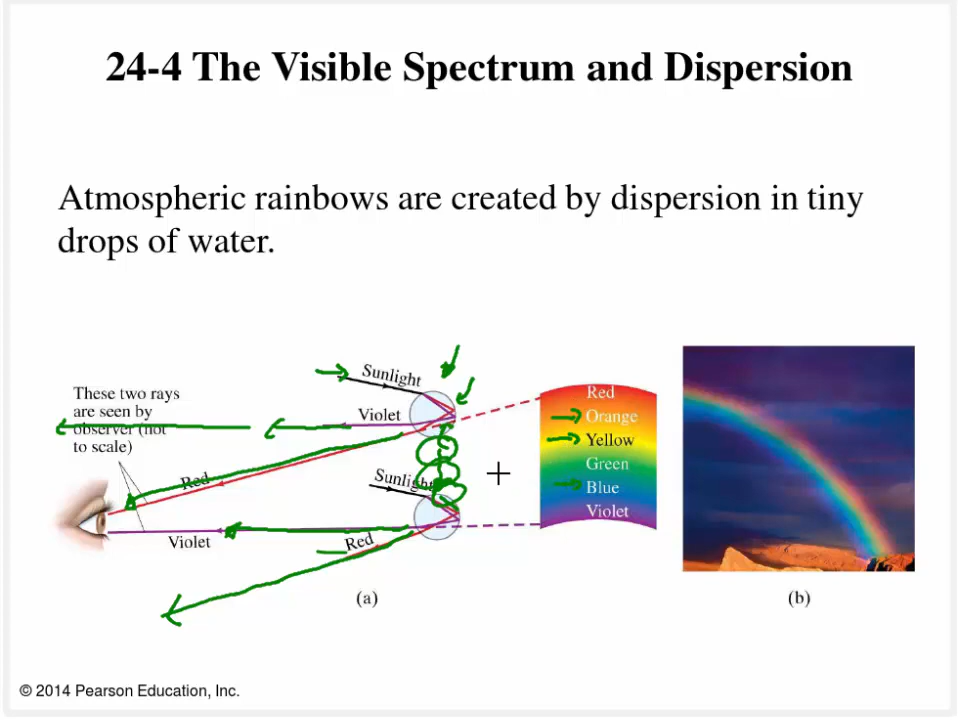 24-4 The Visible Spectrum and Dispersion
Atmospheric rainbows are created by dispersion in tiny
drops of water.
These two rays
are seen by
observer (not
to scale)
Sunlight
Violet
Red
Sunlight
Violet
Red
+
Red
Orange
Yellow
Green
Blue
Violet
(a)
(b)
© 2014 Pearson Education, Inc.